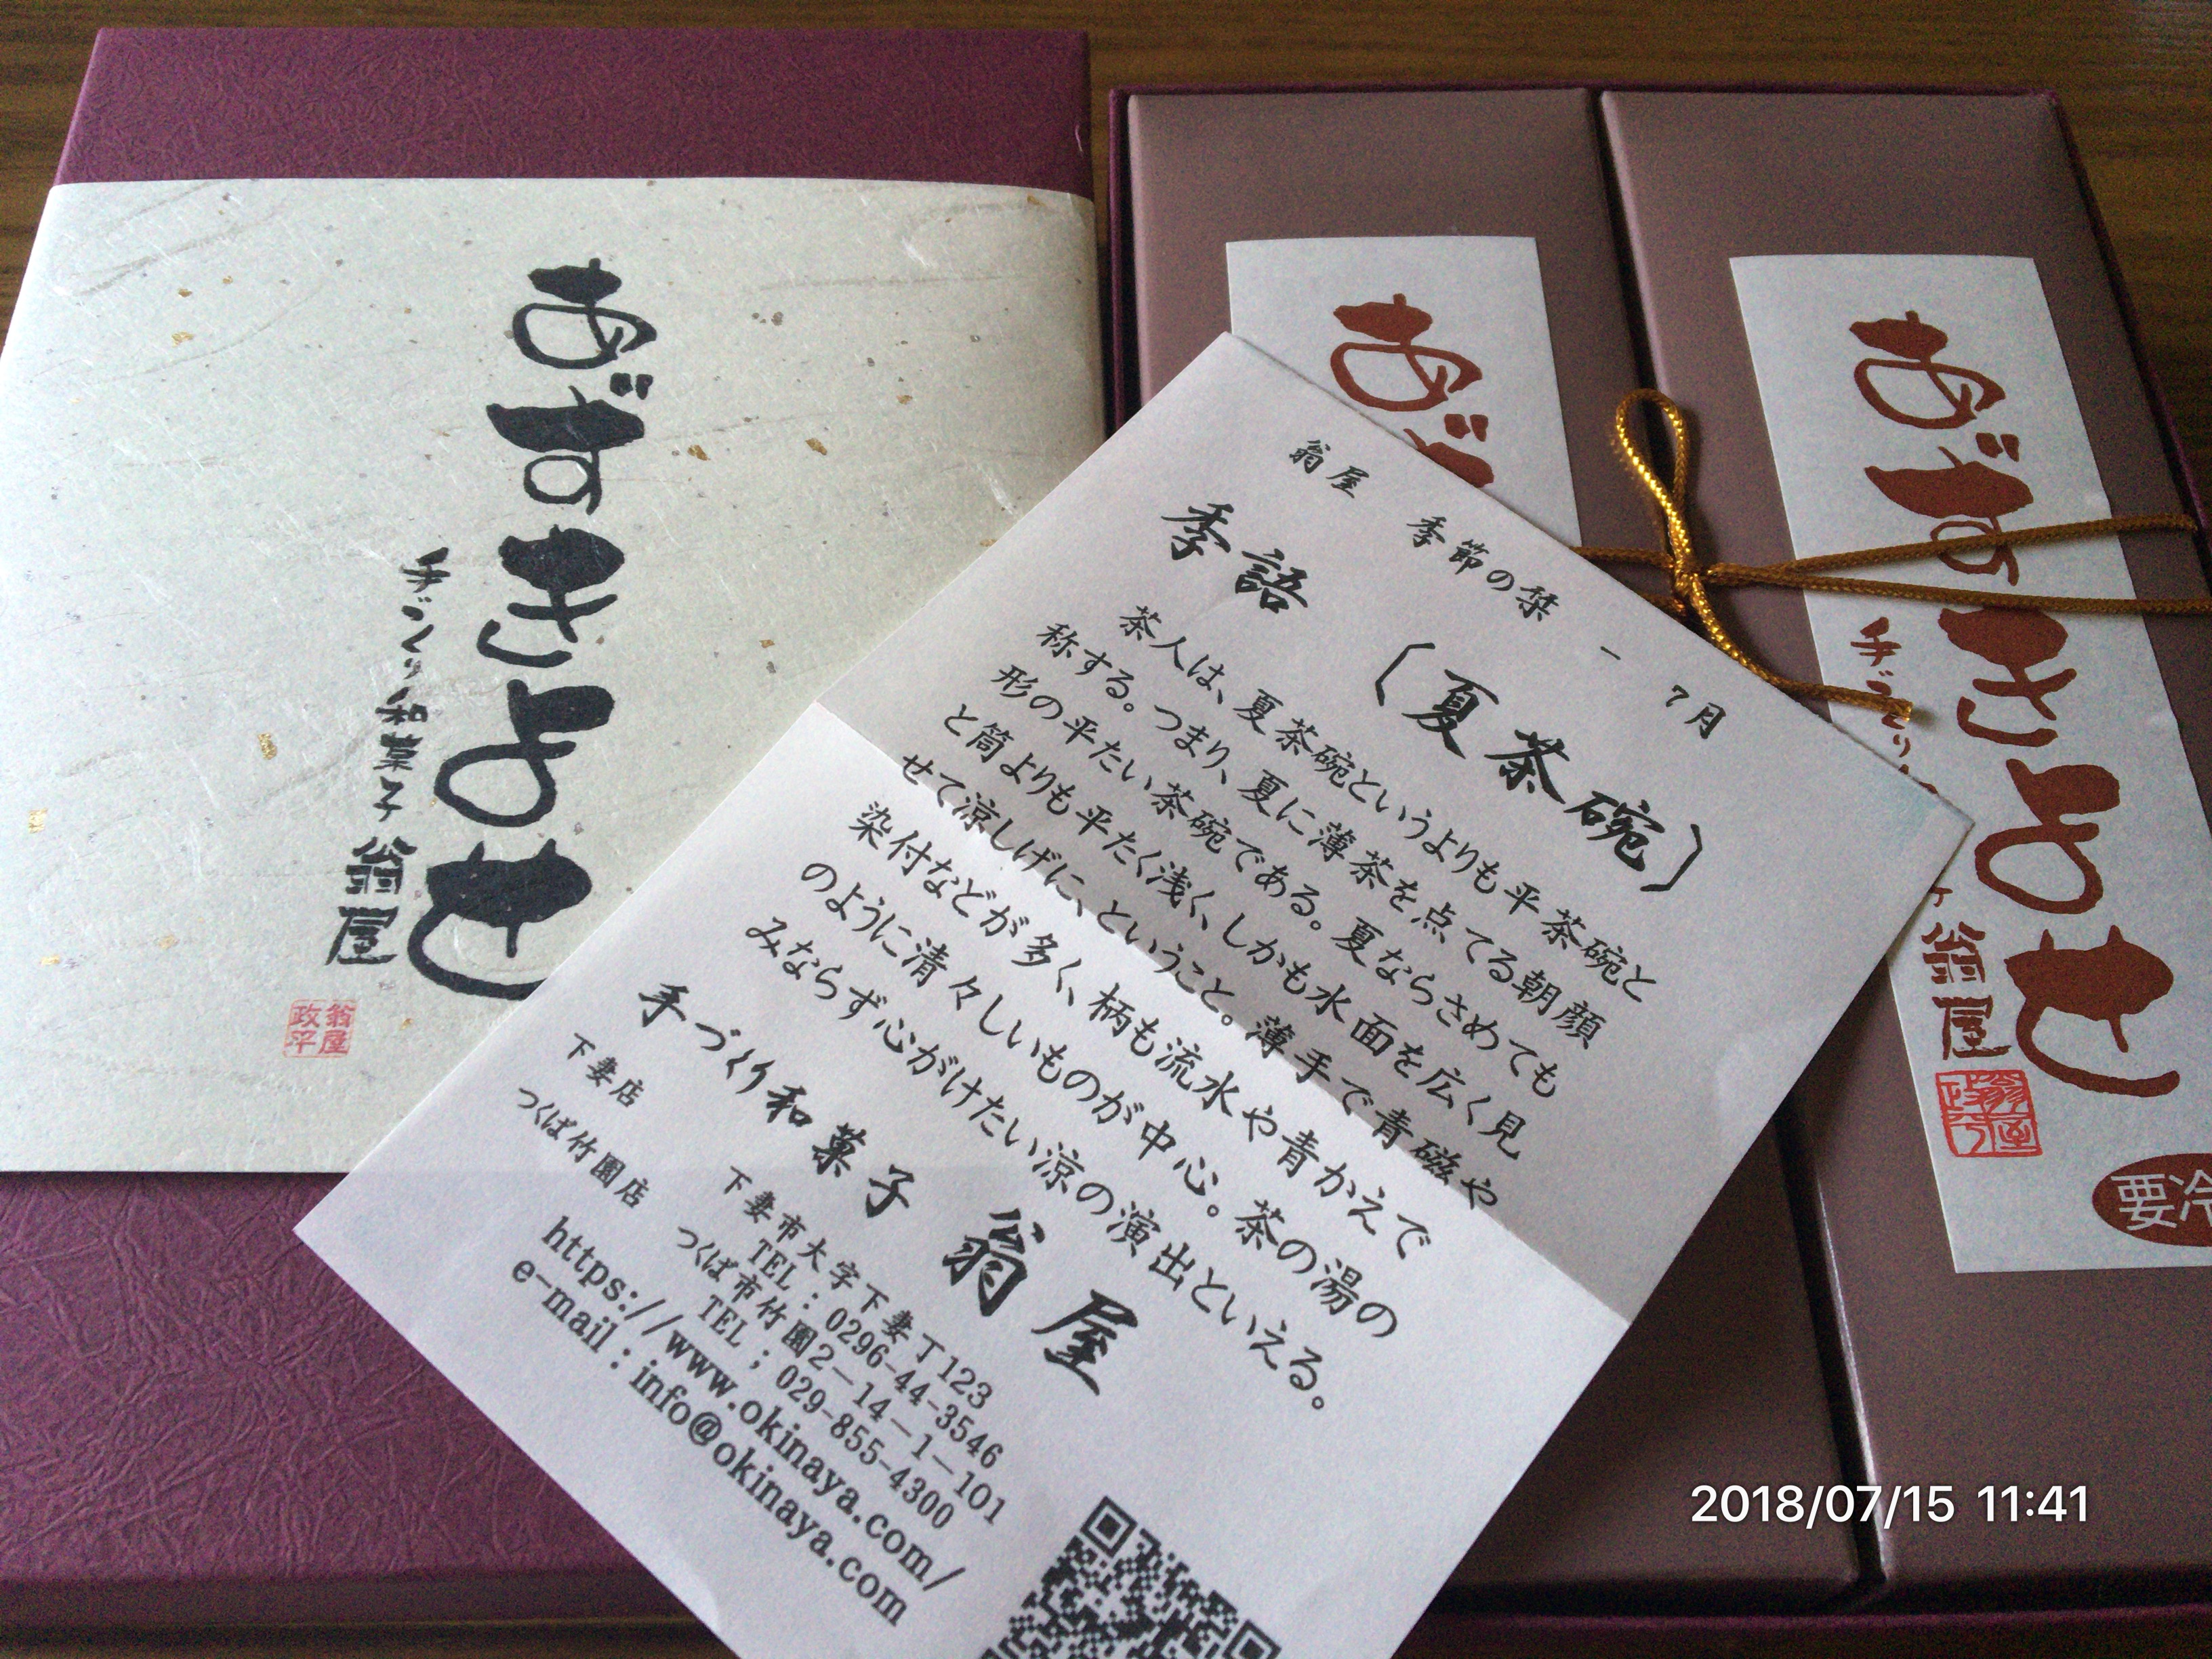 あずきよせ
手づくり和菓子 翁屋
翁屋
政平
あず
あずきよせ
手づくり
翁屋
要冷
翁屋 季節の栞 ー 7月
季語 〔夏茶碗〕
茶人は、夏茶碗というよりも平茶碗と
称する。つまり、夏に薄茶を点てる朝顔
形の平たい茶碗である。夏ならさめても
と筒よりも平たく浅く、しかも水面を広く見
せて涼しげに、ということ。薄手で青磁や
染付などが多く、柄も流水や青かえで
のように清々しいものが中心。茶の湯の
みならず心がけたい涼の演出といえる。
手づくり和菓子 翁屋
下妻店 下妻市大字下妻丁123
TEL：0296-44-3546
つくば竹園店 つくば市竹園2－14－1－101
TEL；029-855-4300
https://www.okinaya.com/
e-mail：info@okinaya.com
2018/07/15 11:41